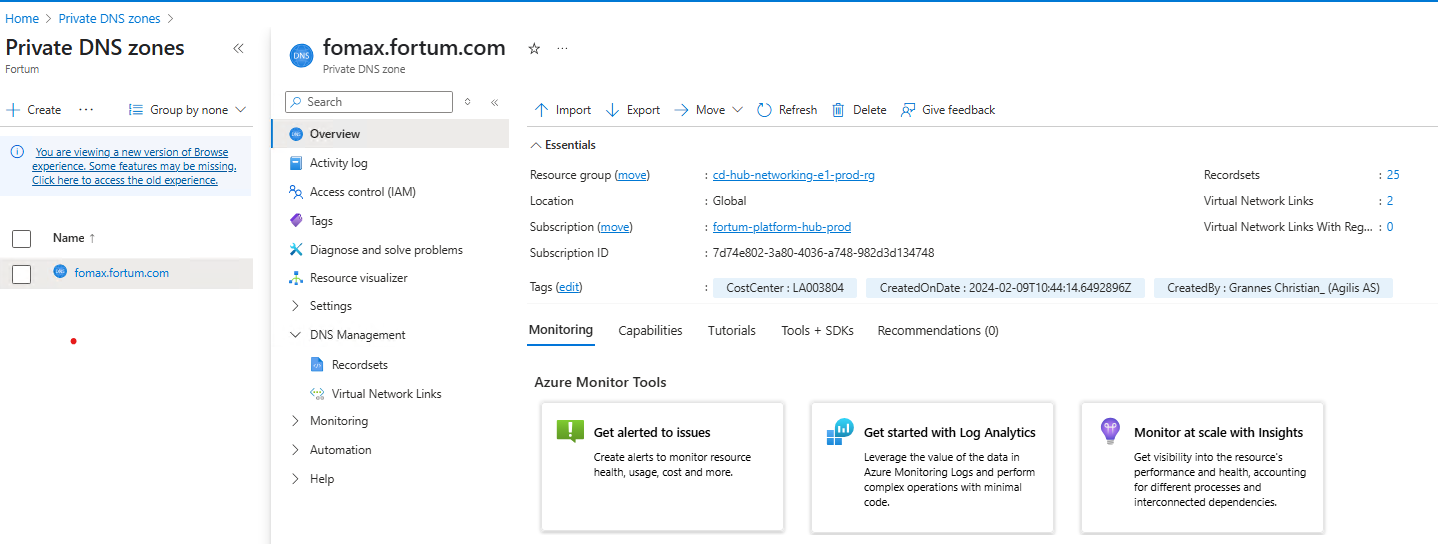 Home > Private DNS zones >
Private DNS zones «
Fortum
+ Create ··· Group by none
You are viewing a new version of Browse
experience. Some features may be missing.
Click here to access the old experience.
Name ↑
DNS fomax.fortum.com
DNS fomax.fortum.com ☆ ···
Private DNS zone
Search «
DNS Overview
Activity log
Access control (IAM)
Tags
Diagnose and solve problems
Resource visualizer
Settings
DNS Management
Recordsets
Virtual Network Links
Monitoring
Automation
Help
Import Export Move Refresh Delete Give feedback
Essentials
Resource group (move) : cd-hub-networking-e1-prod-rg
Location : Global
Subscription (move) : fortum-platform-hub-prod
Subscription ID : 7d74e802-3a80-4036-a748-982d3d134748
Recordsets : 25
Virtual Network Links : 2
Virtual Network Links With Reg... : 0
Tags (edit) : CostCenter : LA003804 CreatedOnDate : 2024-02-09T10:44:14.6492896Z CreatedBy : Grannes Christian_ (Agilis AS)
Monitoring Capabilities Tutorials Tools + SDKs Recommendations (0)
Azure Monitor Tools
Get alerted to issues
Create alerts to monitor resource
health, usage, cost and more.
Get started with Log Analytics
Leverage the value of the data in
Azure Monitoring Logs and perform
complex operations with minimal
code.
Monitor at scale with Insights
Get visibility into the resource's
performance and health, accounting
for different processes and
interconnected dependencies.